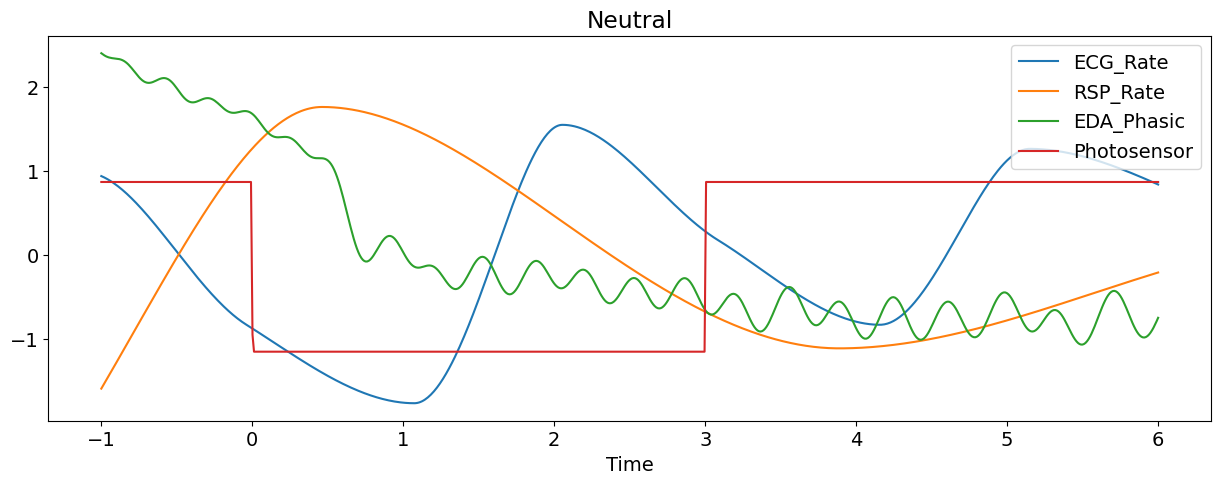 Neutral
ECG_Rate
RSP_Rate
EDA_Phasic
Photosensor
2
1
0
−1
−1 0 1 2 3 4 5 6
Time